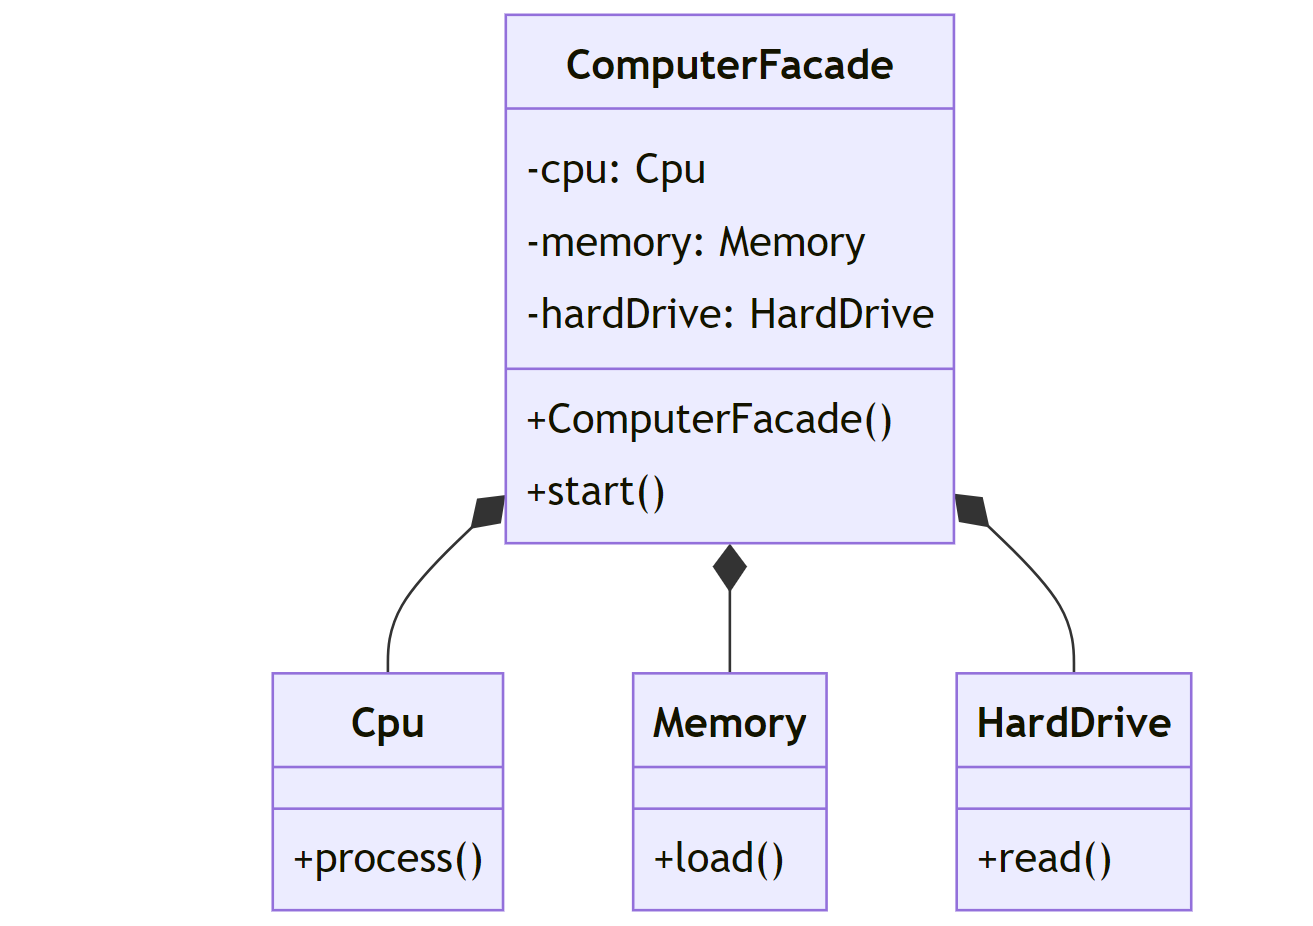 ComputerFacade
-cpu: Cpu
-memory: Memory
-hardDrive: HardDrive
+ComputerFacade()
+start()
Cpu
+process()
Memory
+load()
HardDrive
+read()